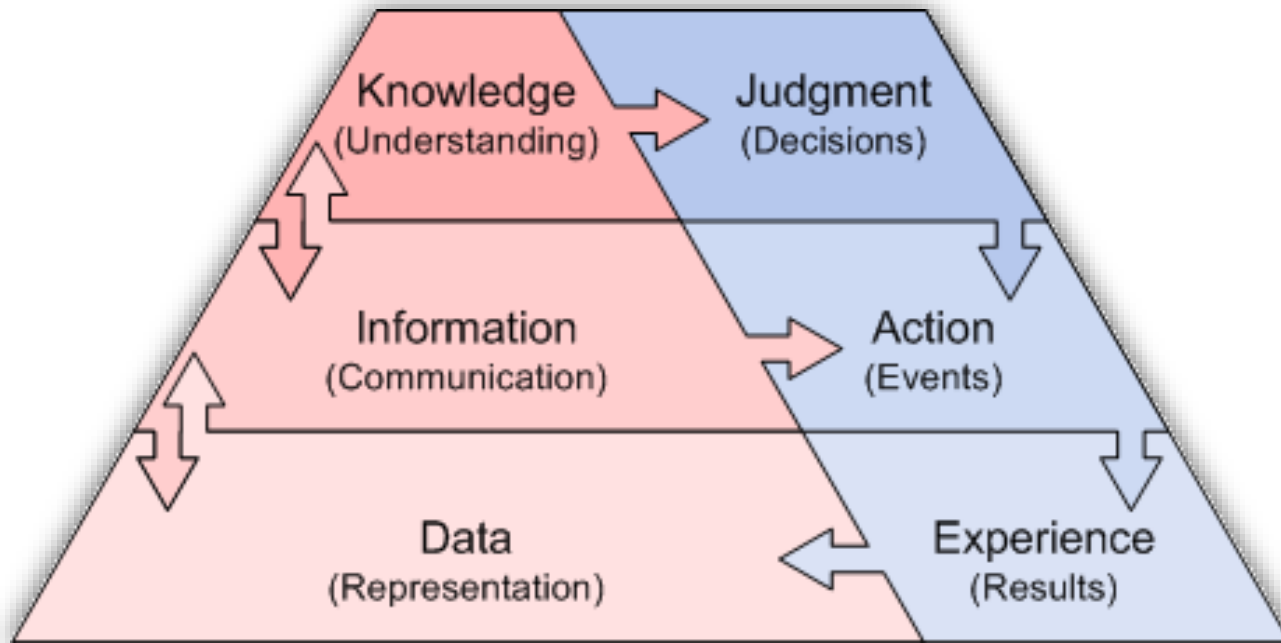 Knowledge
(Understanding)
Judgment
(Decisions)
Information
(Communication)
Action
(Events)
Data
(Representation)
Experience
(Results)